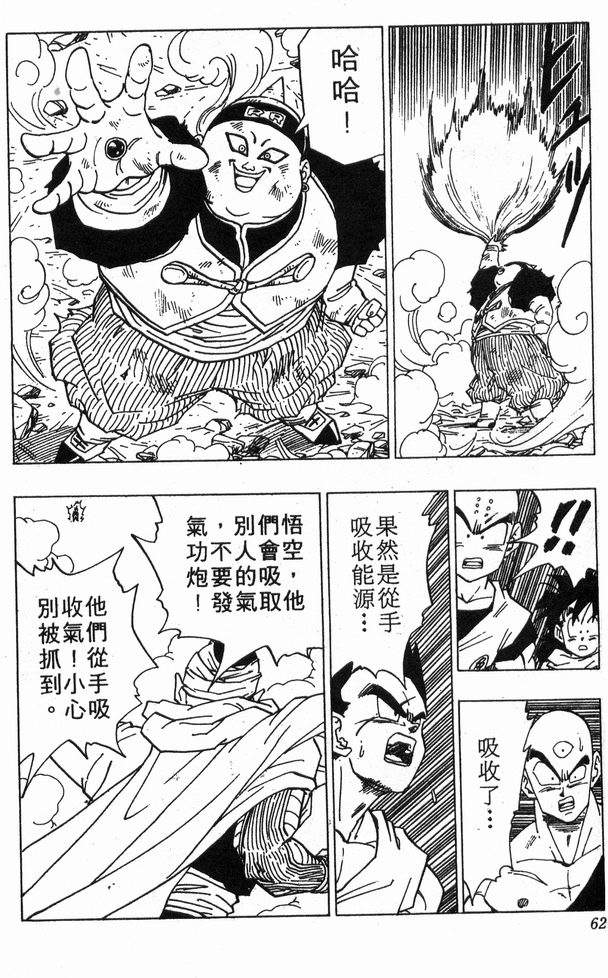 哈哈！
RR
!!
吸收了…
果然是從手
吸收能源…
悟空，他
們會吸取
別人的氣
，不要發
氣功炮！
他們從手吸
收氣！小心
別被抓到。
62